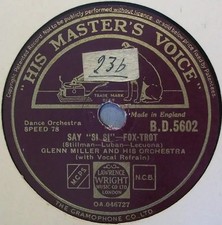 "HIS MASTER'S VOICE"
23b
TRADE MARK
Made in England
Dance Orchestra
SPEED 78
B.D.5602
SAY "SI SI"—FOX-TROT
(Stillman-Luban-Lecuona)
GLENN MILLER AND HIS ORCHESTRA
(with Vocal Refrain)
M.C.P.S.
LAWRENCE
WRIGHT
MUSIC CO LTD
LONDON
N.C.B.
THE GRAMOPHONE CO LTD